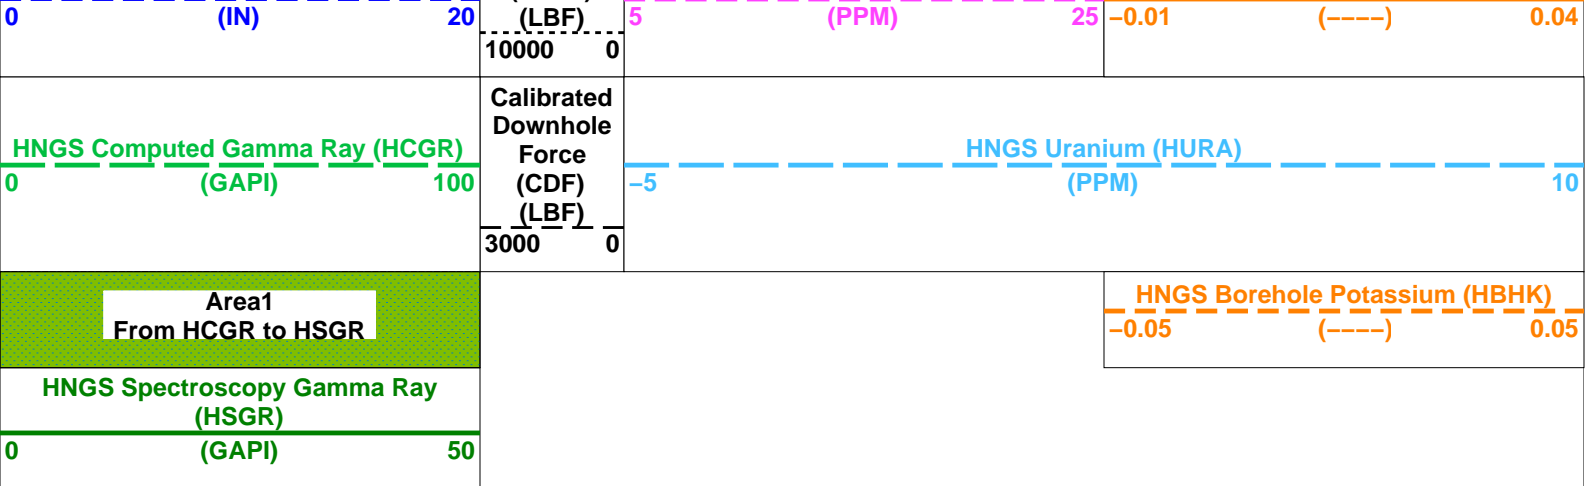 0 (IN) 20
(LBF)
10000 0
5 (PPM) 25
−0.01 (−−−−) 0.04
HNGS Computed Gamma Ray (HCGR)
0 (GAPI) 100
Calibrated
Downhole
Force
(CDF)
(LBF)
3000 0
HNGS Uranium (HURA)
−5 (PPM) 10
Area1
From HCGR to HSGR
HNGS Borehole Potassium (HBHK)
−0.05 (−−−−) 0.05
HNGS Spectroscopy Gamma Ray
(HSGR)
0 (GAPI) 50